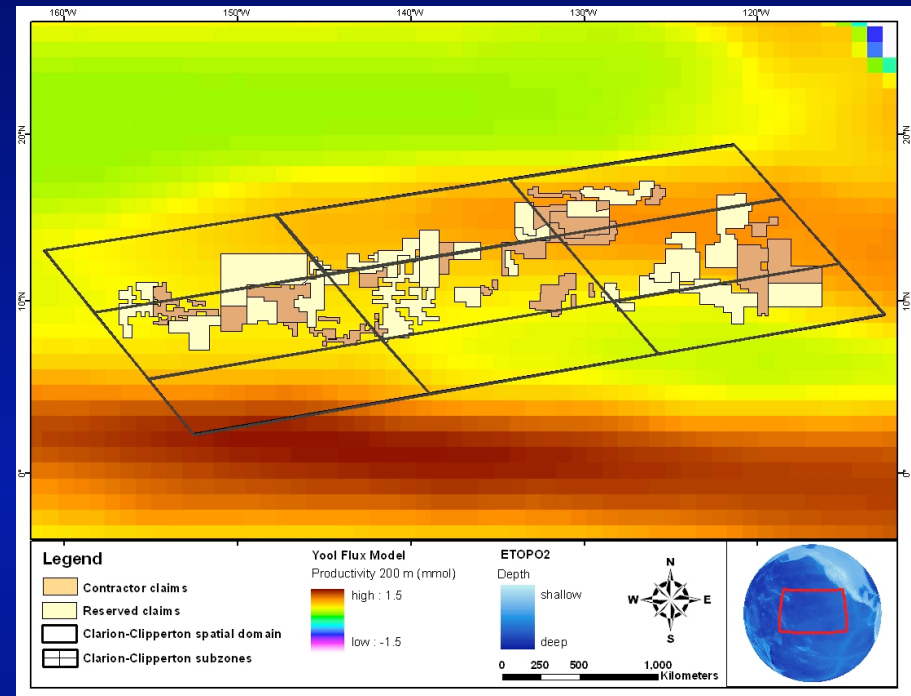 160°W 150°W 140°W 130°W 120°W
20°N 20°N
10°N 10°N
0° 0°
Legend
Contractor claims
Reserved claims
Clarion-Clipperton spatial domain
Clarion-Clipperton subzones
Yool Flux Model
Productivity 200 m (mmol)
high : 1.5
low : -1.5
ETOPO2
Depth
shallow
deep
N
W E
S
0 250 500 1,000
Kilometers